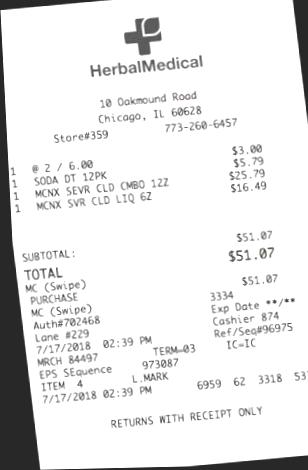 HerbalMedical
10 Oakmound Road
Chicago, IL 60628
Store#359 773-260-6457
1 @ 2 / 6.00 $3.00
1 SODA DT 12PK $5.79
1 MCNX SEVR CLD CMBO 12Z $25.79
1 MCNX SVR CLD LIQ 6Z $16.49
SUBTOTAL: $51.07
TOTAL $51.07
MC (Swipe) $51.07
PURCHASE
MC (Swipe) 3334
Auth#702468 Exp Date **/**
Lane #229 Cashier 874
7/17/2018 02:39 PM Ref/Seq#96975
MRCH 84497 TERM=03 IC=IC
EPS SEquence 973087
ITEM 4 L.MARK
7/17/2018 02:39 PM 6959 62 3318
RETURNS WITH RECEIPT ONLY